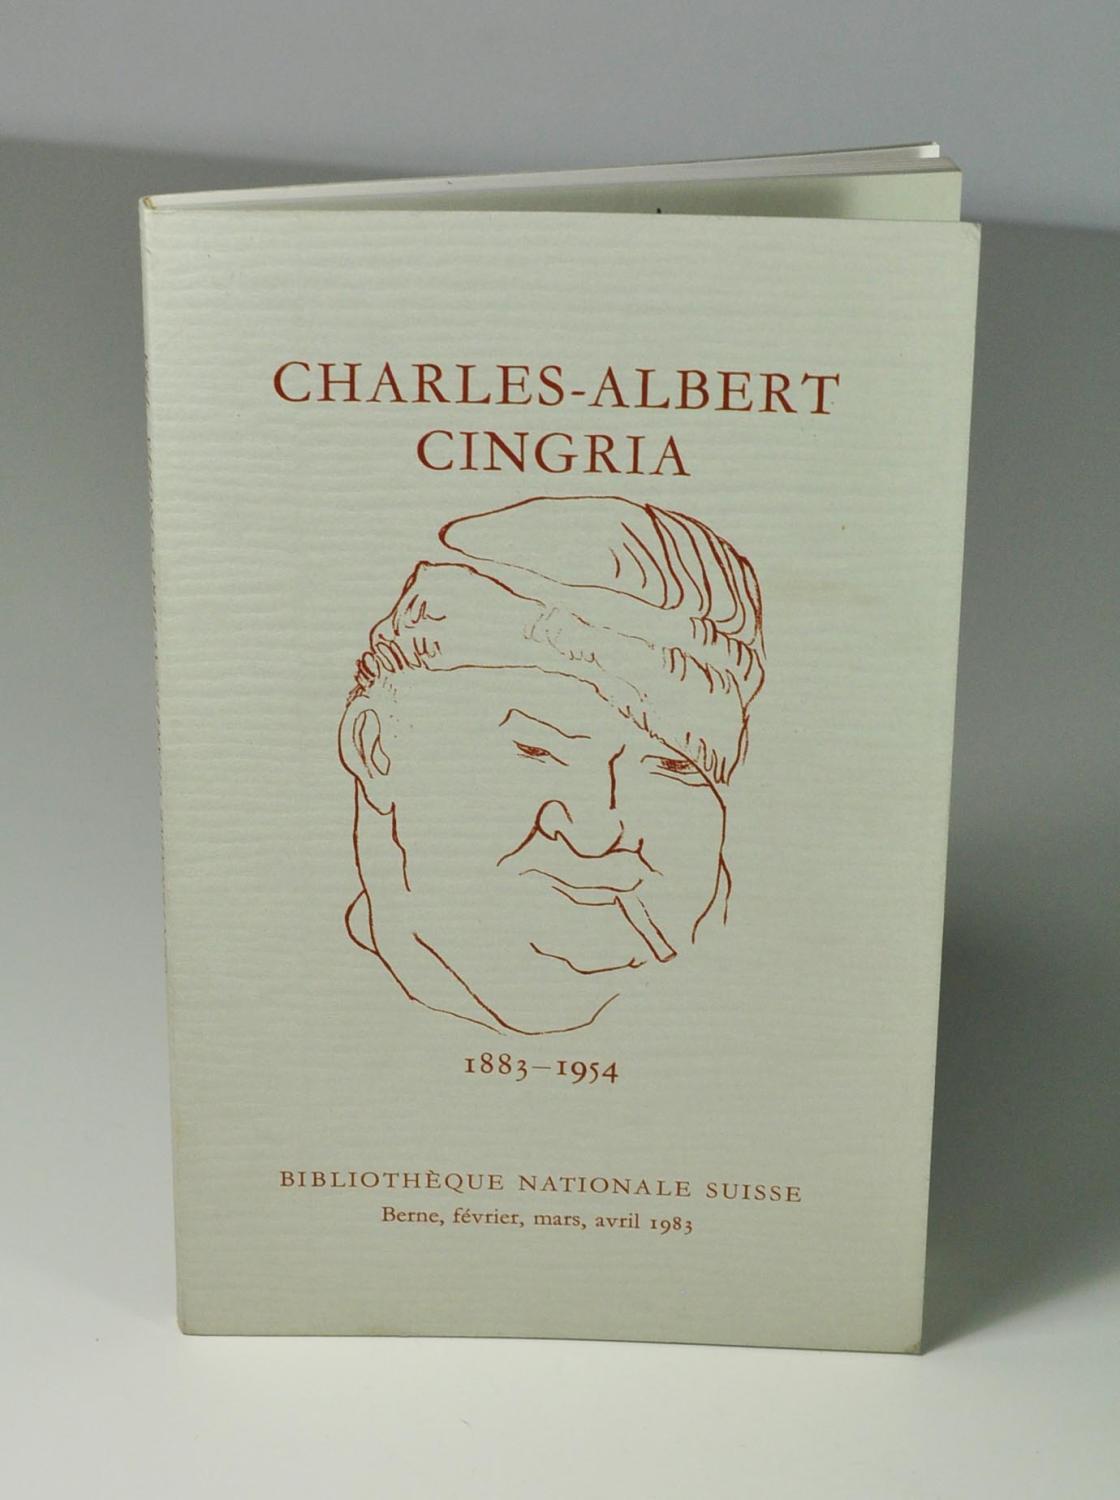 CHARLES-ALBERT
CINGRIA
1883–1954
BIBLIOTHÈQUE NATIONALE SUISSE
Berne, février, mars, avril 1983